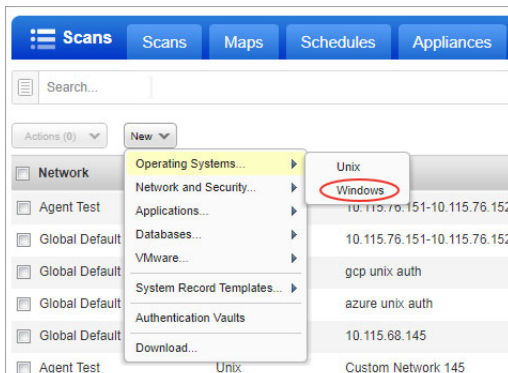 Scans Scans Maps Schedules Appliances
Search...
Actions (0) New
Network
Operating Systems...
Unix
Network and Security...
Windows
Agent Test
Applications...
10.115.76.151-10.115.76.152
Global Default
Databases...
10.115.76.151-10.115.76.152
VMware...
Global Default
gcp unix auth
System Record Templates...
Global Default
azure unix auth
Authentication Vaults
Global Default
10.115.68.145
Download...
Agent Test Unix Custom Network 145